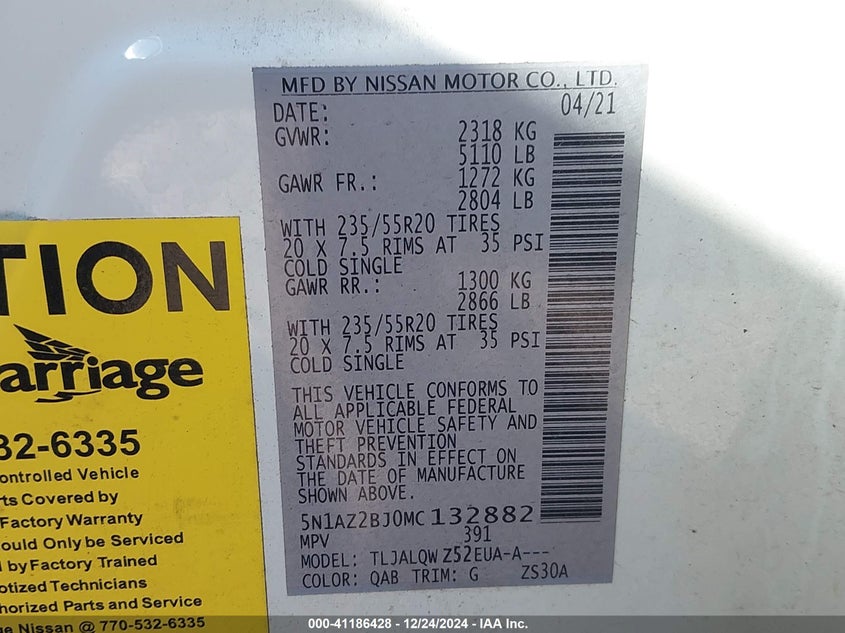 MFD BY NISSAN MOTOR CO., LTD.
DATE: 04/21
GVWR: 2318 KG
5110 LB
GAWR FR.: 1272 KG
2804 LB
WITH 235/55R20 TIRES
20 X 7.5 RIMS AT 35 PSI
COLD SINGLE
GAWR RR.: 1300 KG
2866 LB
WITH 235/55R20 TIRES
20 X 7.5 RIMS AT 35 PSI
COLD SINGLE
THIS VEHICLE CONFORMS TO
ALL APPLICABLE FEDERAL
MOTOR VEHICLE SAFETY AND
THEFT PREVENTION
STANDARDS IN EFFECT ON
THE DATE OF MANUFACTURE
SHOWN ABOVE.
5N1AZ2BJ0MC132882
MPV 391
MODEL: TLJALQW Z52EUA-A---
COLOR: QAB TRIM: G ZS30A
TION
arriage
32-6335
ontrolled Vehicle
rts Covered by
Factory Warranty
ould Only be Serviced
d by Factory Trained
otized Technicians
horized Parts and Service
ge Nissan @ 770-532-6335
000-41186428 - 12/24/2024 - IAA Inc.